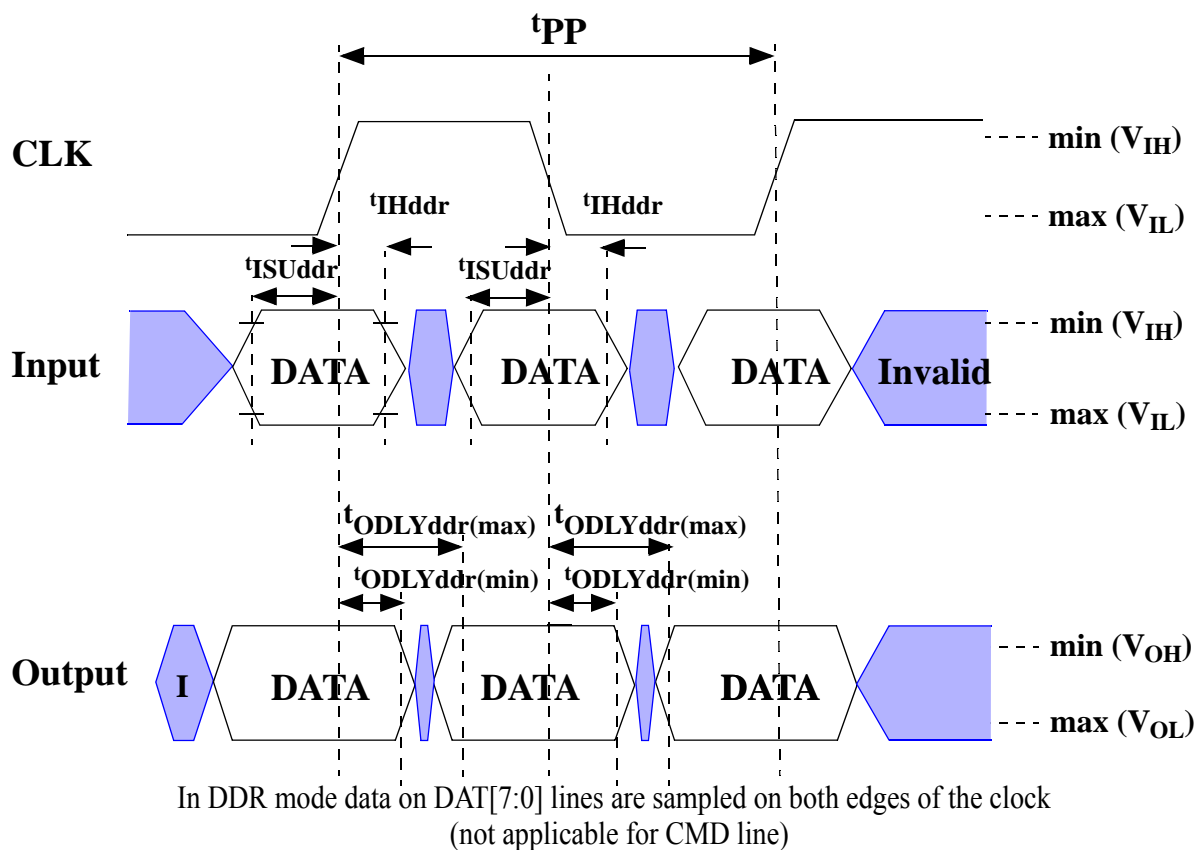 tPP
CLK
min (VIH)
max (VIL)
tIHddr tIHddr
tISUddr tISUddr
Input DATA DATA DATA Invalid
min (VIH)
max (VIL)
tODLYddr(max) tODLYddr(max)
tODLYddr(min) tODLYddr(min)
Output I DATA DATA DATA
min (VOH)
max (VOL)
In DDR mode data on DAT[7:0] lines are sampled on both edges of the clock
(not applicable for CMD line)